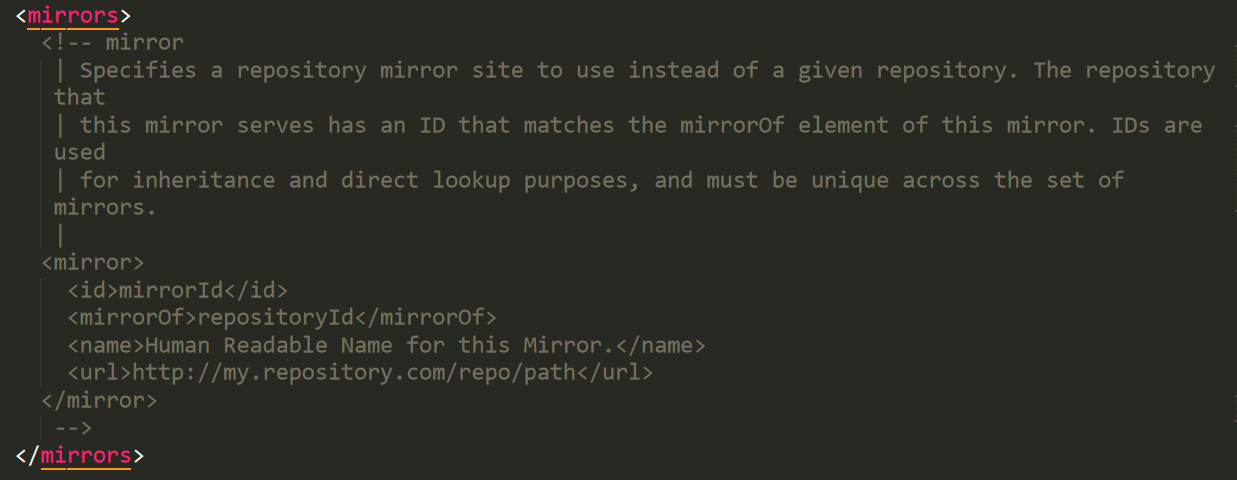 <mirrors>
<!-- mirror
| Specifies a repository mirror site to use instead of a given repository. The repository
that
| this mirror serves has an ID that matches the mirrorOf element of this mirror. IDs are
used
| for inheritance and direct lookup purposes, and must be unique across the set of
mirrors.
|
<mirror>
<id>mirrorId</id>
<mirrorOf>repositoryId</mirrorOf>
<name>Human Readable Name for this Mirror.</name>
<url>http://my.repository.com/repo/path</url>
</mirror>
-->
</mirrors>